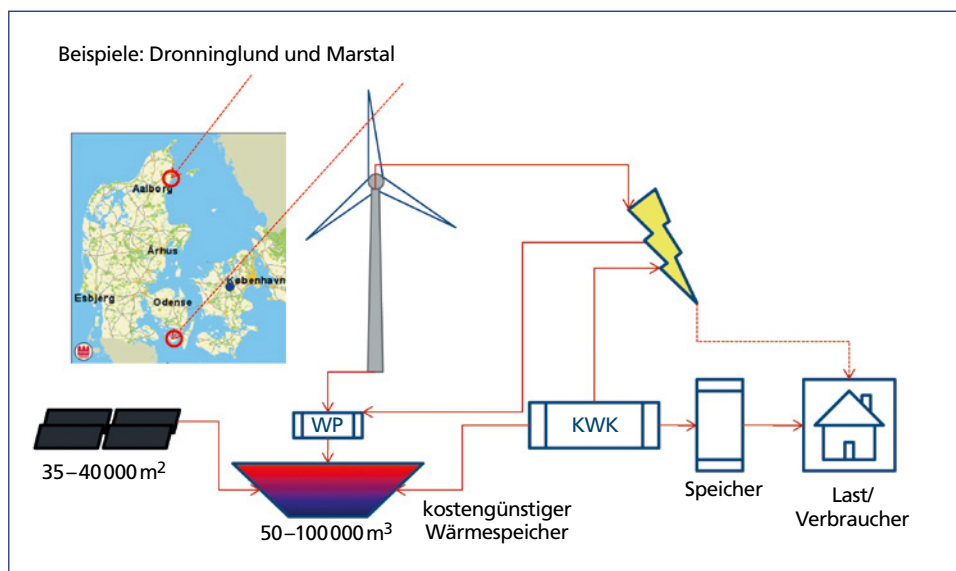 Beispiele: Dronninglund und Marstal
Aalborg
Århus
København
Esbjerg
Odense
WP
KWK
35–40 000 m²
50–100 000 m³
kostengünstiger
Wärmespeicher
Speicher
Last/
Verbraucher